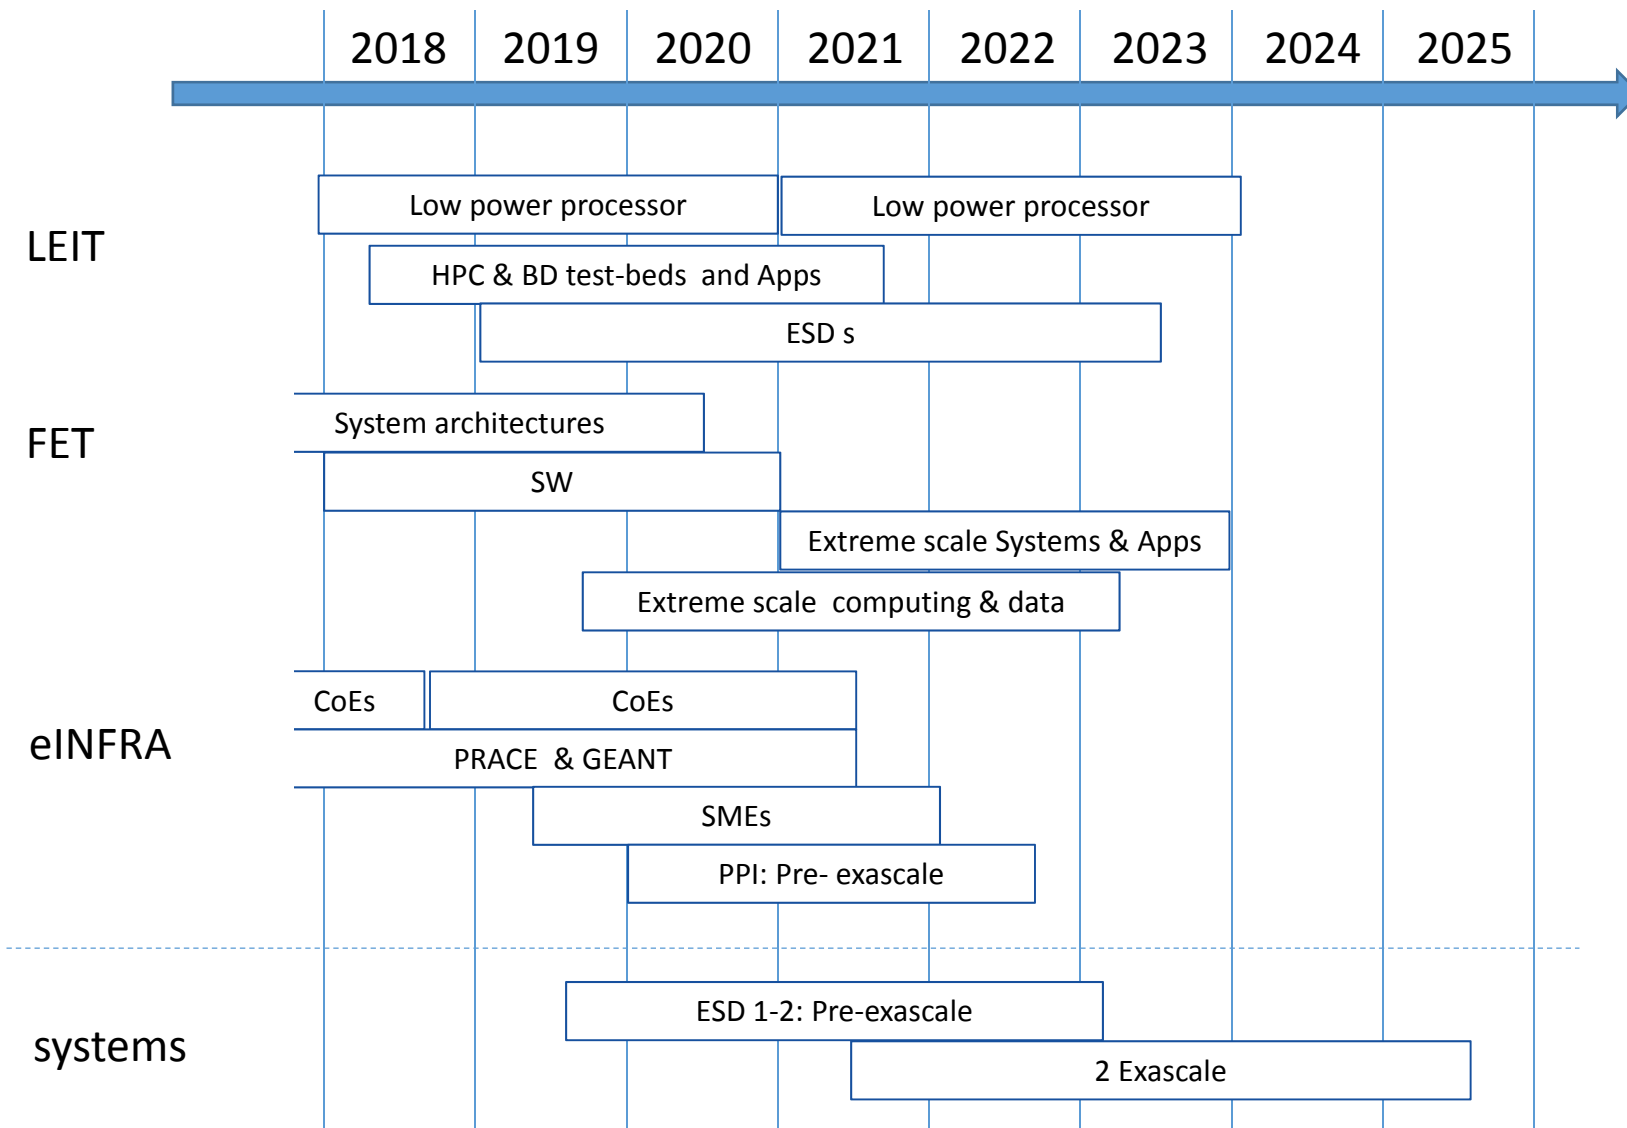 2018 2019 2020 2021 2022 2023 2024 2025
LEIT
Low power processor Low power processor
HPC & BD test-beds and Apps
ESD s
FET
System architectures
SW
Extreme scale Systems & Apps
Extreme scale computing & data
eINFRA
CoEs CoEs
PRACE & GEANT
SMEs
PPI: Pre- exascale
systems
ESD 1-2: Pre-exascale
2 Exascale